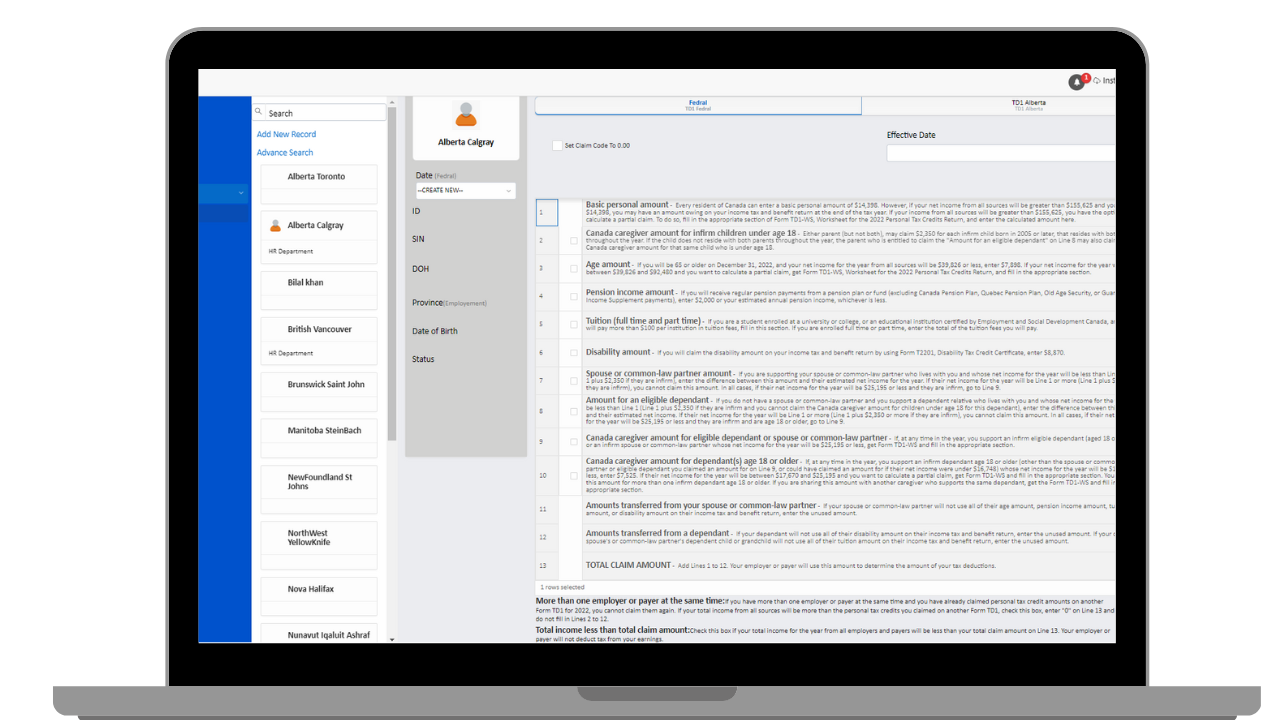 1
Inst
Search
Add New Record
Advance Search
Alberta Toronto
Alberta Calgray
HR Department
Bilal khan
British Vancouver
HR Department
Brunswick Saint John
Manitoba SteinBach
NewFoundland St
Johns
NorthWest
YellowKnife
Nova Halifax
Nunavut Iqaluit Ashraf
Alberta Calgray
Date (Fedral)
--CREATE NEW--
ID
SIN
DOH
Province(Employement)
Date of Birth
Status
Fedral
TD1 Fedral
TD1 Alberta
TD1 Alberta
Set Claim Code To 0.00
Effective Date
1
Basic personal amount - Every resident of Canada can enter a basic personal amount of $14,398. However, if your net income from all sources will be greater than $155,625 and you
$14,398, you may have an amount owing on your income tax and benefit return at the end of the tax year. If your income from all sources will be greater than $155,625, you have the opti
calculate a partial claim. To do so, fill in the appropriate section of Form TD1-WS, Worksheet for the 2022 Personal Tax Credits Return, and enter the calculated amount here.
2
Canada caregiver amount for infirm children under age 18 - Either parent (but not both), may claim $2,350 for each infirm child born in 2005 or later, that resides with bot
throughout the year. If the child does not reside with both parents throughout the year, the parent who is entitled to claim the "Amount for an eligible dependant" on Line 8 may also clai
Canada caregiver amount for that same child who is under age 18.
3
Age amount - If you will be 65 or older on December 31, 2022, and your net income for the year from all sources will be $39,826 or less, enter $7,898. If your net income for the year w
between $39,826 and $92,480 and you want to calculate a partial claim, get Form TD1-WS, Worksheet for the 2022 Personal Tax Credits Return, and fill in the appropriate section.
4
Pension income amount - If you will receive regular pension payments from a pension plan or fund (excluding Canada Pension Plan, Quebec Pension Plan, Old Age Security, or Guar
Income Supplement payments), enter $2,000 or your estimated annual pension income, whichever is less.
5
Tuition (full time and part time) - If you are a student enrolled at a university or college, or an educational institution certified by Employment and Social Development Canada, a
will pay more than $100 per institution in tuition fees, fill in this section. If you are enrolled full time or part time, enter the total of the tuition fees you will pay.
6
Disability amount - If you will claim the disability amount on your income tax and benefit return by using Form T2201, Disability Tax Credit Certificate, enter $8,870.
7
Spouse or common-law partner amount - If you are supporting your spouse or common-law partner who lives with you and whose net income for the year will be less than Lin
1 plus $2,350 if they are infirm), enter the difference between this amount and their estimated net income for the year. If their net income for the year will be Line 1 or more (Line 1 plus $
they are infirm), you cannot claim this amount. In all cases, if their net income for the year will be $25,195 or less and they are infirm, go to Line 9.
8
Amount for an eligible dependant - If you do not have a spouse or common-law partner and you support a dependent relative who lives with you and whose net income for the
be less than Line 1 (Line 1 plus $2,350 if they are infirm and you cannot claim the Canada caregiver amount for children under age 18 for this dependant), enter the difference between th
and their estimated net income. If their net income for the year will be Line 1 or more (Line 1 plus $2,350 or more if they are infirm), you cannot claim this amount. In all cases, if their net
for the year will be $25,195 or less and they are infirm and are age 18 or older, go to Line 9.
9
Canada caregiver amount for eligible dependant or spouse or common-law partner - If, at any time in the year, you support an infirm eligible dependant (aged 18 o
or an infirm spouse or common-law partner whose net income for the year will be $25,195 or less, get Form TD1-WS and fill in the appropriate section.
10
Canada caregiver amount for dependant(s) age 18 or older - If, at any time in the year, you support an infirm dependant age 18 or older (other than the spouse or commo
partner or eligible dependant you claimed an amount for on Line 9, or could have claimed an amount for if their net income were under $16,748) whose net income for the year will be $1
less, enter $7,525. If their net income for the year will be between $17,670 and $25,195 and you want to calculate a partial claim, get Form TD1-WS and fill in the appropriate section. You
this amount for more than one infirm dependant age 18 or older. If you are sharing this amount with another caregiver who supports the same dependant, get the Form TD1-WS and fill in
appropriate section.
11
Amounts transferred from your spouse or common-law partner - If your spouse or common-law partner will not use all of their age amount, pension income amount, tu
amount, or disability amount on their income tax and benefit return, enter the unused amount.
12
Amounts transferred from a dependant - If your dependant will not use all of their disability amount on their income tax and benefit return, enter the unused amount. If your s
spouse's or common-law partner's dependent child or grandchild will not use all of their tuition amount on their income tax and benefit return, enter the unused amount.
13
TOTAL CLAIM AMOUNT - Add Lines 1 to 12. Your employer or payer will use this amount to determine the amount of your tax deductions.
1 rows selected
More than one employer or payer at the same time:If you have more than one employer or payer at the same time and you have already claimed personal tax credit amounts on another
Form TD1 for 2022, you cannot claim them again. If your total income from all sources will be more than the personal tax credits you claimed on another Form TD1, check this box, enter "0" on Line 13 and
do not fill in Lines 2 to 12.
Total income less than total claim amount:Check this box if your total income for the year from all employers and payers will be less than your total claim amount on Line 13. Your employer or
payer will not deduct tax from your earnings.